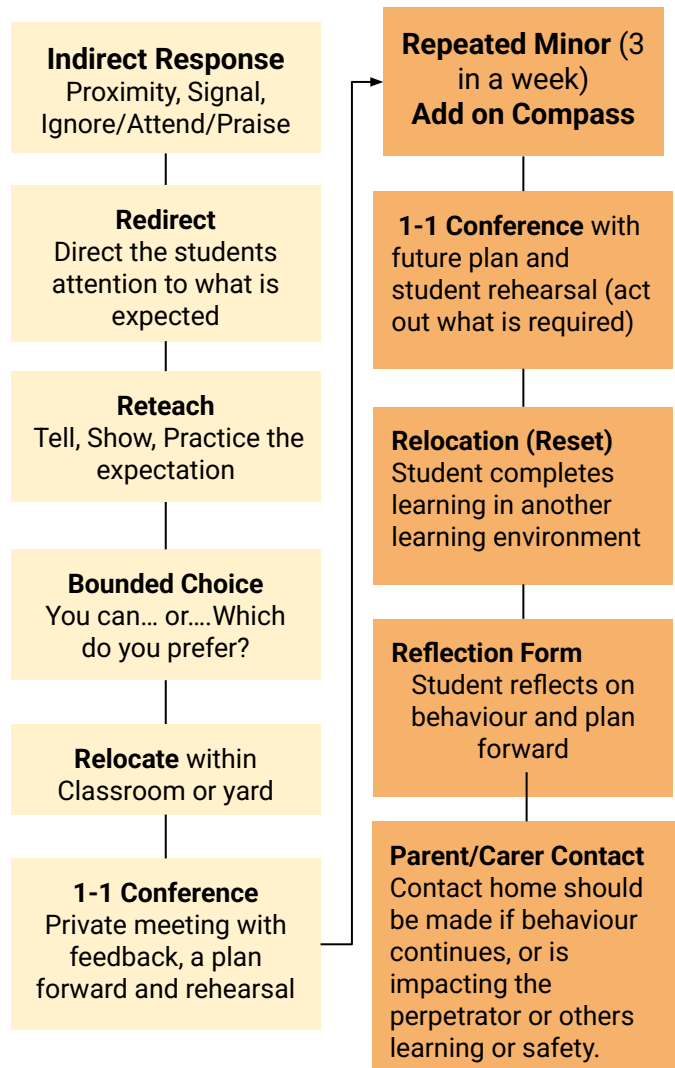 Indirect Response
Proximity, Signal,
Ignore/Attend/Praise
Redirect
Direct the students
attention to what is
expected
Reteach
Tell, Show, Practice the
expectation
Bounded Choice
You can… or….Which
do you prefer?
Relocate within
Classroom or yard
1-1 Conference
Private meeting with
feedback, a plan
forward and rehearsal
Repeated Minor (3
in a week)
Add on Compass
1-1 Conference with
future plan and
student rehearsal (act
out what is required)
Relocation (Reset)
Student completes
learning in another
learning environment
Reflection Form
Student reflects on
behaviour and plan
forward
Parent/Carer Contact
Contact home should
be made if behaviour
continues, or is
impacting the
perpetrator or others
learning or safety.